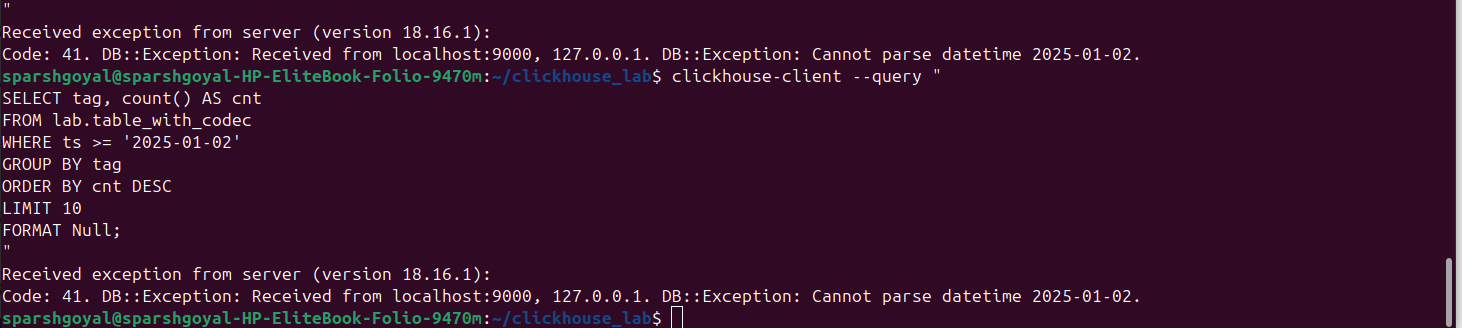 "
Received exception from server (version 18.16.1):
Code: 41. DB::Exception: Received from localhost:9000, 127.0.0.1. DB::Exception: Cannot parse datetime 2025-01-02.
sparshgoyal@sparshgoyal-HP-EliteBook-Folio-9470m:~/clickhouse_lab$ clickhouse-client --query "
SELECT tag, count() AS cnt
FROM lab.table_with_codec
WHERE ts >= '2025-01-02'
GROUP BY tag
ORDER BY cnt DESC
LIMIT 10
FORMAT Null;
"
Received exception from server (version 18.16.1):
Code: 41. DB::Exception: Received from localhost:9000, 127.0.0.1. DB::Exception: Cannot parse datetime 2025-01-02.
sparshgoyal@sparshgoyal-HP-EliteBook-Folio-9470m:~/clickhouse_lab$